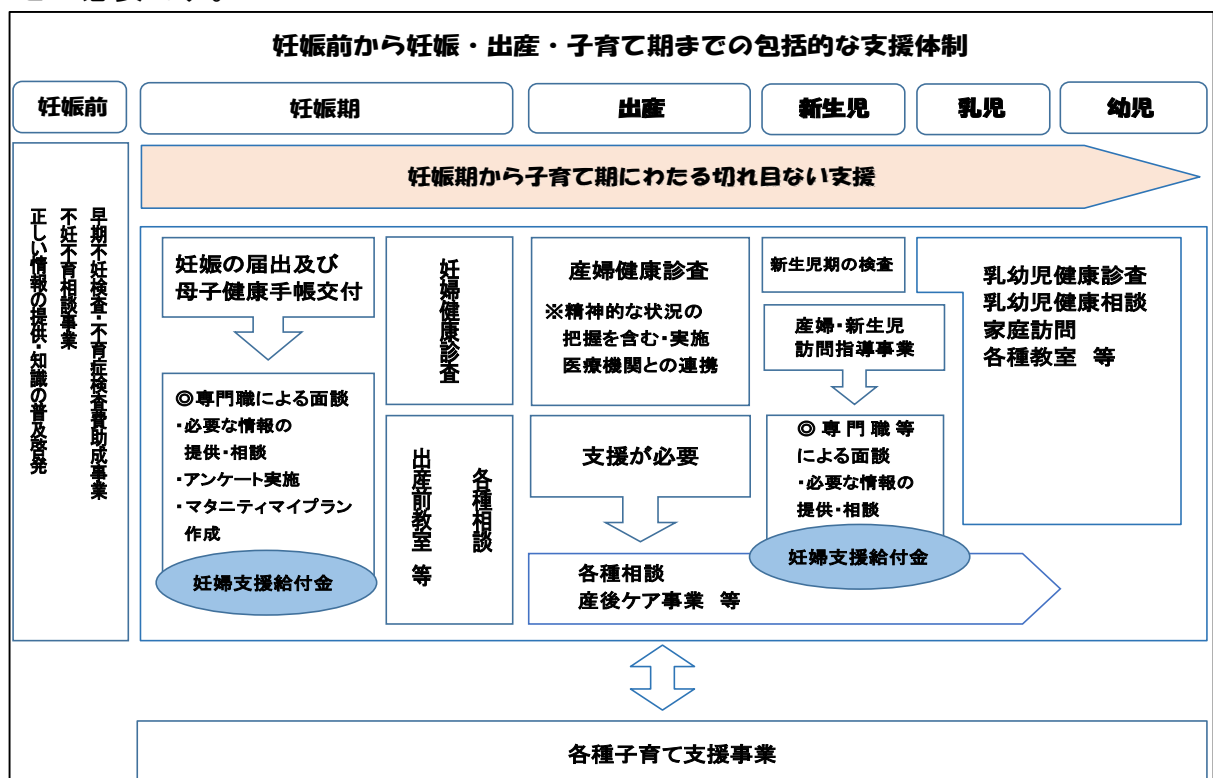 妊娠前から妊娠・出産・子育て期までの包括的な支援体制
妊娠前
妊娠期
出産
新生児
乳児
幼児
妊娠期から子育て期にわたる切れ目ない支援
早期不妊検査・不育症検査費助成事業
不妊不育相談事業
正しい情報の提供・知識の普及啓発
妊娠の届出及び
母子健康手帳交付
◎専門職による面談
・必要な情報の
提供・相談
・アンケート実施
・マタニティマイプラン
作成
妊婦支援給付金
妊婦健康診査
各種相談
出産前教室 等
産婦健康診査
※精神的な状況の
把握を含む・実施
医療機関との連携
支援が必要
各種相談
産後ケア事業 等
新生児期の検査
産婦・新生児
訪問指導事業
◎専門職等
による面談
・必要な情報の
提供・相談
妊婦支援給付金
乳幼児健康診査
乳幼児健康相談
家庭訪問
各種教室 等
各種子育て支援事業